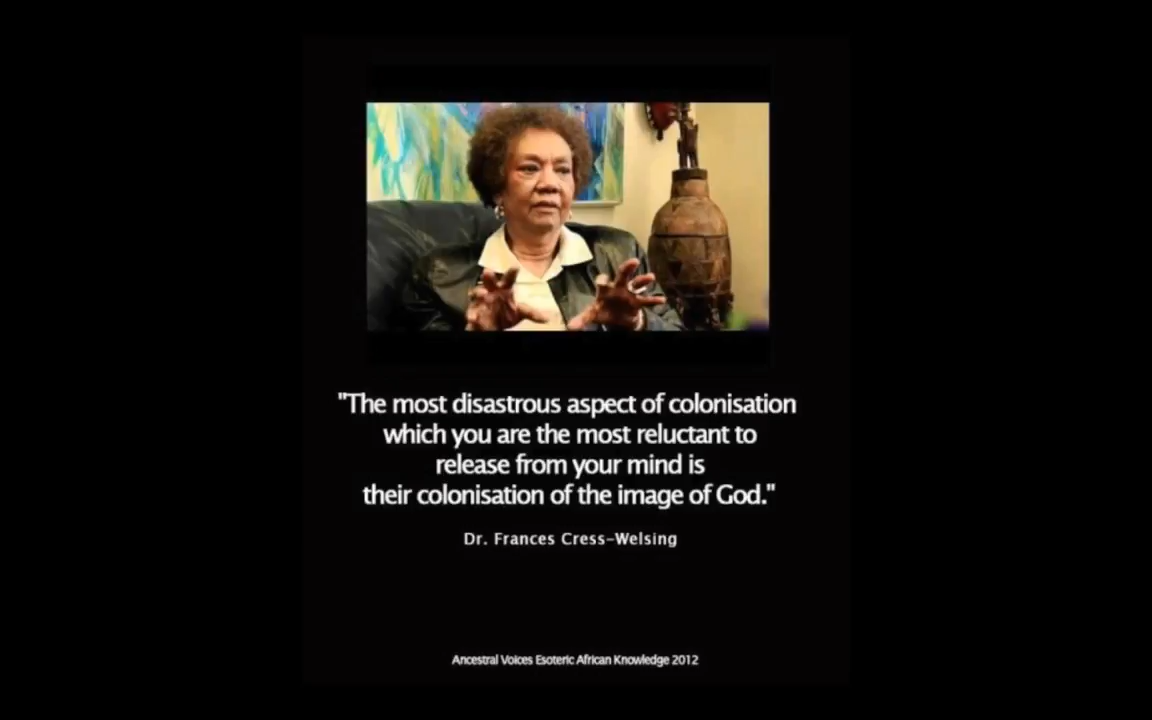 "The most disastrous aspect of colonisation
which you are the most reluctant to
release from your mind is
their colonisation of the image of God."
Dr. Frances Cress-Welsing
Ancestral Voices Esoteric African Knowledge 2012